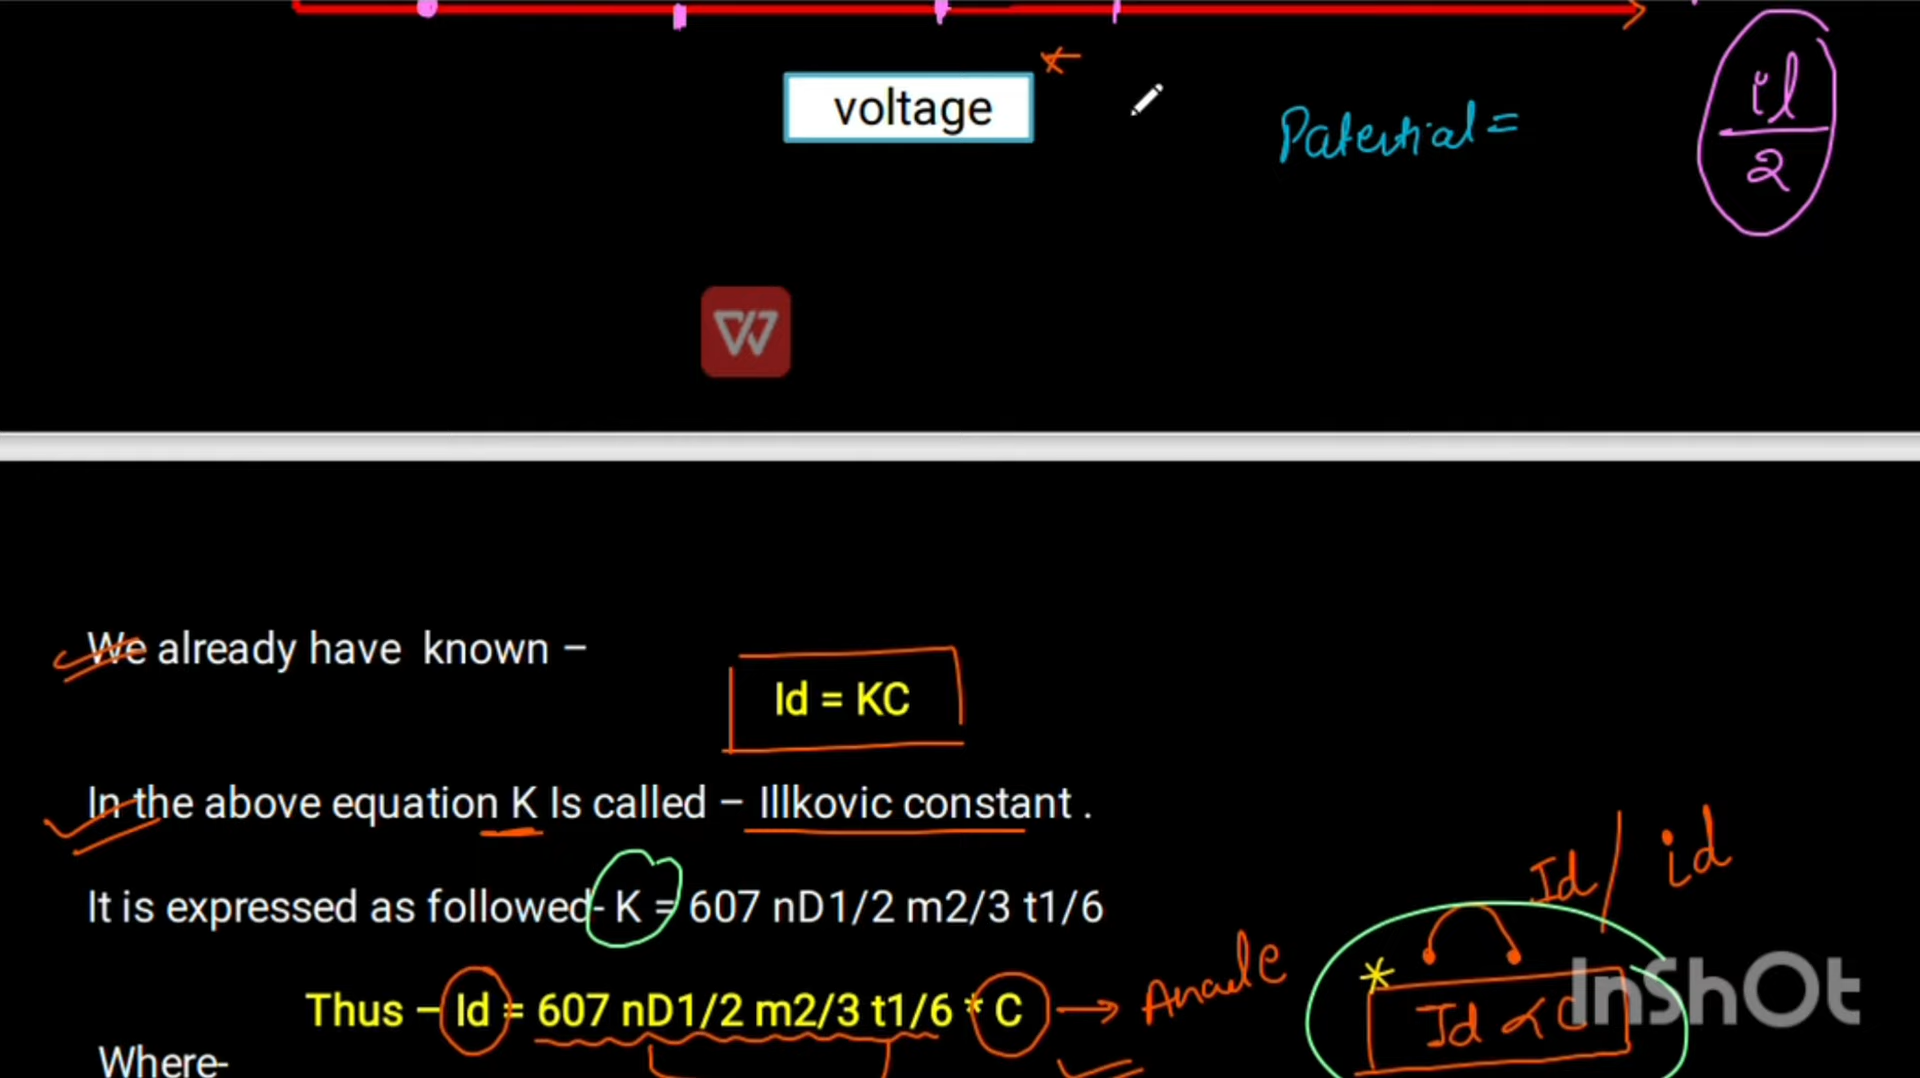 voltage
Patential =
il
2
We already have known –
Id = KC
In the above equation K Is called – Illkovic constant .
Id / id
It is expressed as followed- K = 607 nD1/2 m2/3 t1/6
Thus – Id = 607 nD1/2 m2/3 t1/6 * C →
* Id ∝ C
InShOt
Where-